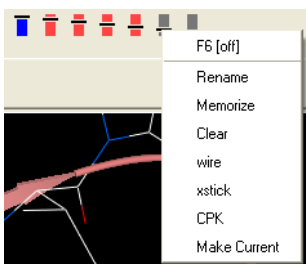 F6 [off]
Rename
Memorize
Clear
wire
xstick
CPK
Make Current